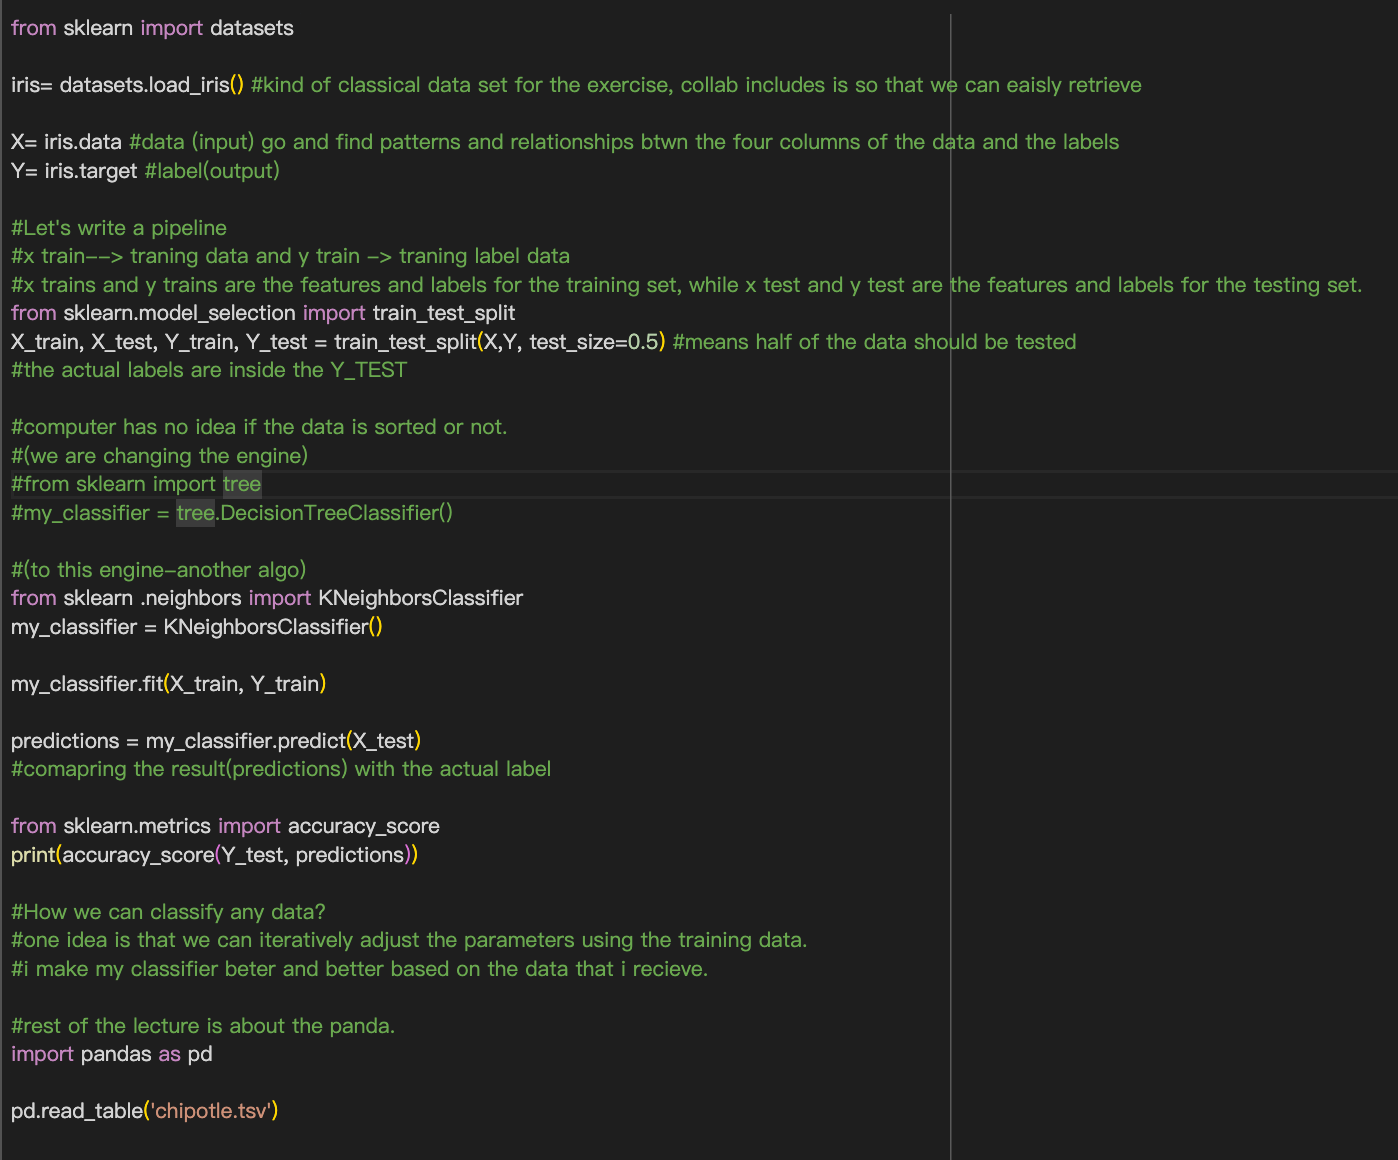 from sklearn import datasets
iris= datasets.load_iris() #kind of classical data set for the exercise, collab includes is so that we can eaisly retrieve
X= iris.data #data (input) go and find patterns and relationships btwn the four columns of the data and the labels
Y= iris.target #label(output)
#Let's write a pipeline
#x train--> traning data and y train -> traning label data
#x trains and y trains are the features and labels for the training set, while x test and y test are the features and labels for the testing set.
from sklearn.model_selection import train_test_split
X_train, X_test, Y_train, Y_test = train_test_split(X,Y, test_size=0.5) #means half of the data should be tested
#the actual labels are inside the Y_TEST
#computer has no idea if the data is sorted or not.
#(we are changing the engine)
#from sklearn import tree
#my_classifier = tree.DecisionTreeClassifier()
#(to this engine-another algo)
from sklearn .neighbors import KNeighborsClassifier
my_classifier = KNeighborsClassifier()
my_classifier.fit(X_train, Y_train)
predictions = my_classifier.predict(X_test)
#comapring the result(predictions) with the actual label
from sklearn.metrics import accuracy_score
print(accuracy_score(Y_test, predictions))
#How we can classify any data?
#one idea is that we can iteratively adjust the parameters using the training data.
#i make my classifier beter and better based on the data that i recieve.
#rest of the lecture is about the panda.
import pandas as pd
pd.read_table('chipotle.tsv')